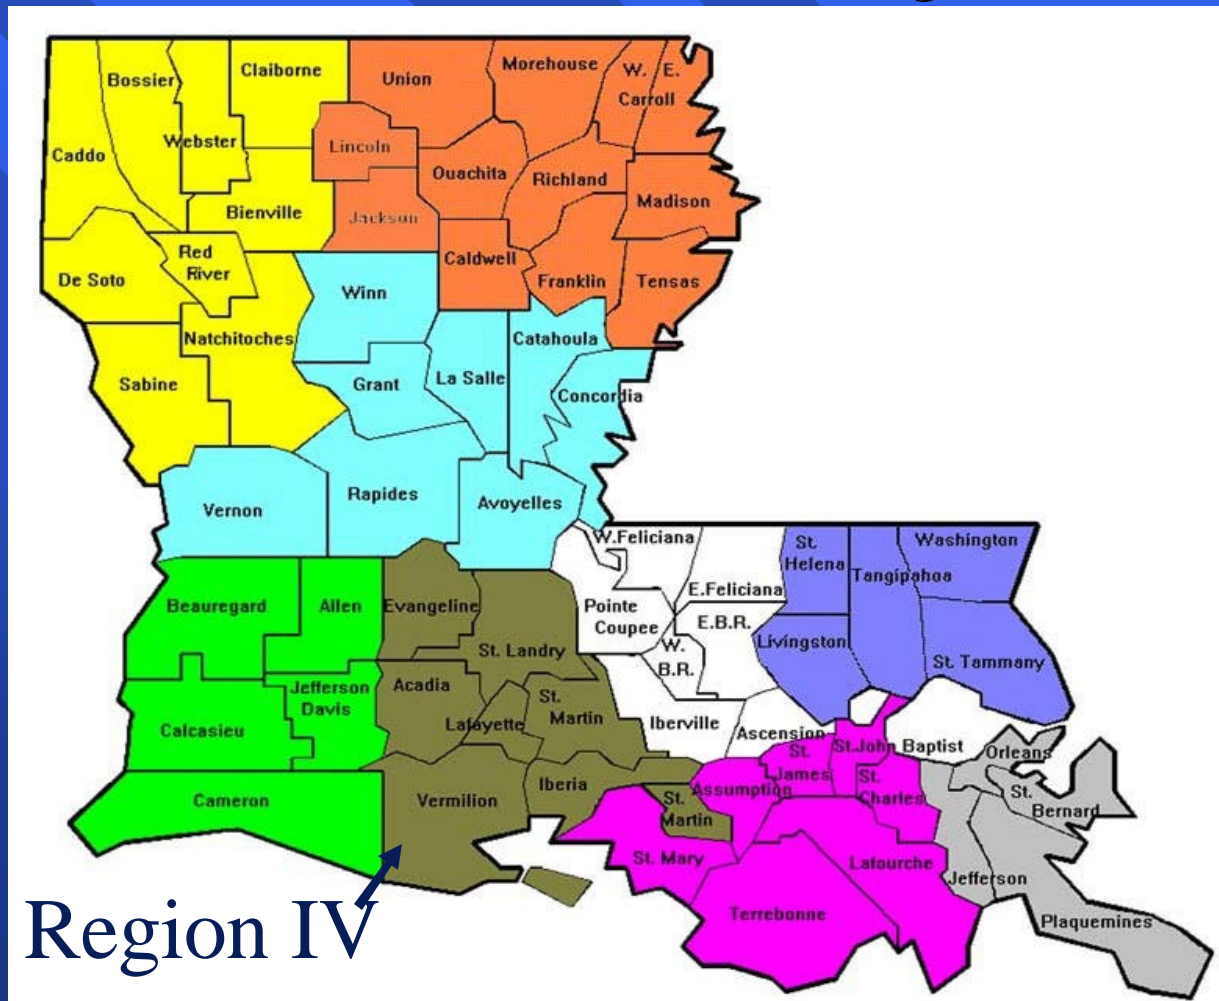 Claiborne
Morehouse
W. E.
Carroll
Bossier
Union
Webster
Lincoln
Caddo
Ouachita
Richland
Madison
Bienville
Jackson
Red
River
Caldwell
De Soto
Franklin
Tensas
Winn
Natchitoches
Catahoula
La Salle
Sabine
Grant
Concordia
Rapides
Avoyelles
Vernon
W.Feliciana
St.
Helena
Washington
Tangipahoa
E.Feliciana
Beauregard
Allen
Evangeline
Pointe
Coupee
E.B.R.
W.
B.R.
Livingston
St. Landry
St. Tammany
Jefferson
Davis
Acadia
St.
Martin
Lafayette
Iberville
Ascension
Calcasieu
St.
James
St.John Baptist
Orleans
St.
Bernard
Cameron
Vermilion
Iberia
Assumption
St.
Charles
St.
Martin
St. Mary
Lafourche
Jefferson
Terrebonne
Plaquemines
Region IV